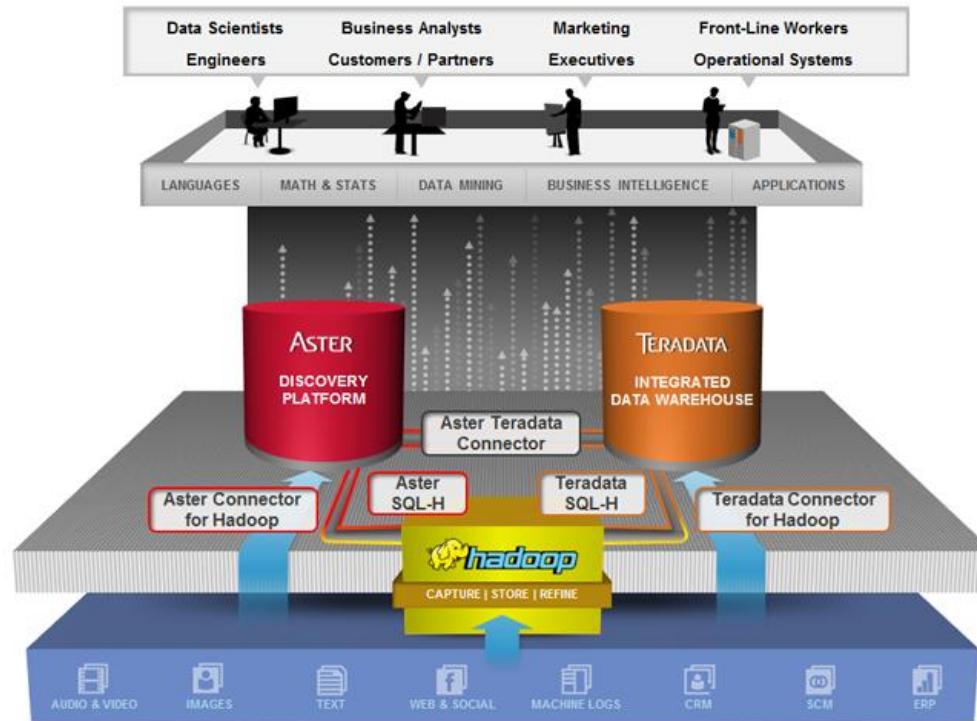 Data Scientists
Business Analysts
Marketing
Front-Line Workers
Engineers
Customers / Partners
Executives
Operational Systems
LANGUAGES
MATH & STATS
DATA MINING
BUSINESS INTELLIGENCE
APPLICATIONS
ASTER
DISCOVERY
PLATFORM
TERADATA
INTEGRATED
DATA WAREHOUSE
Aster Teradata
Connector
Aster Connector
for Hadoop
Aster
SQL-H
Teradata
SQL-H
Teradata Connector
for Hadoop
hadoop
CAPTURE | STORE | REFINE
AUDIO & VIDEO
IMAGES
TEXT
WEB & SOCIAL
MACHINE LOGS
CRM
SCM
ERP